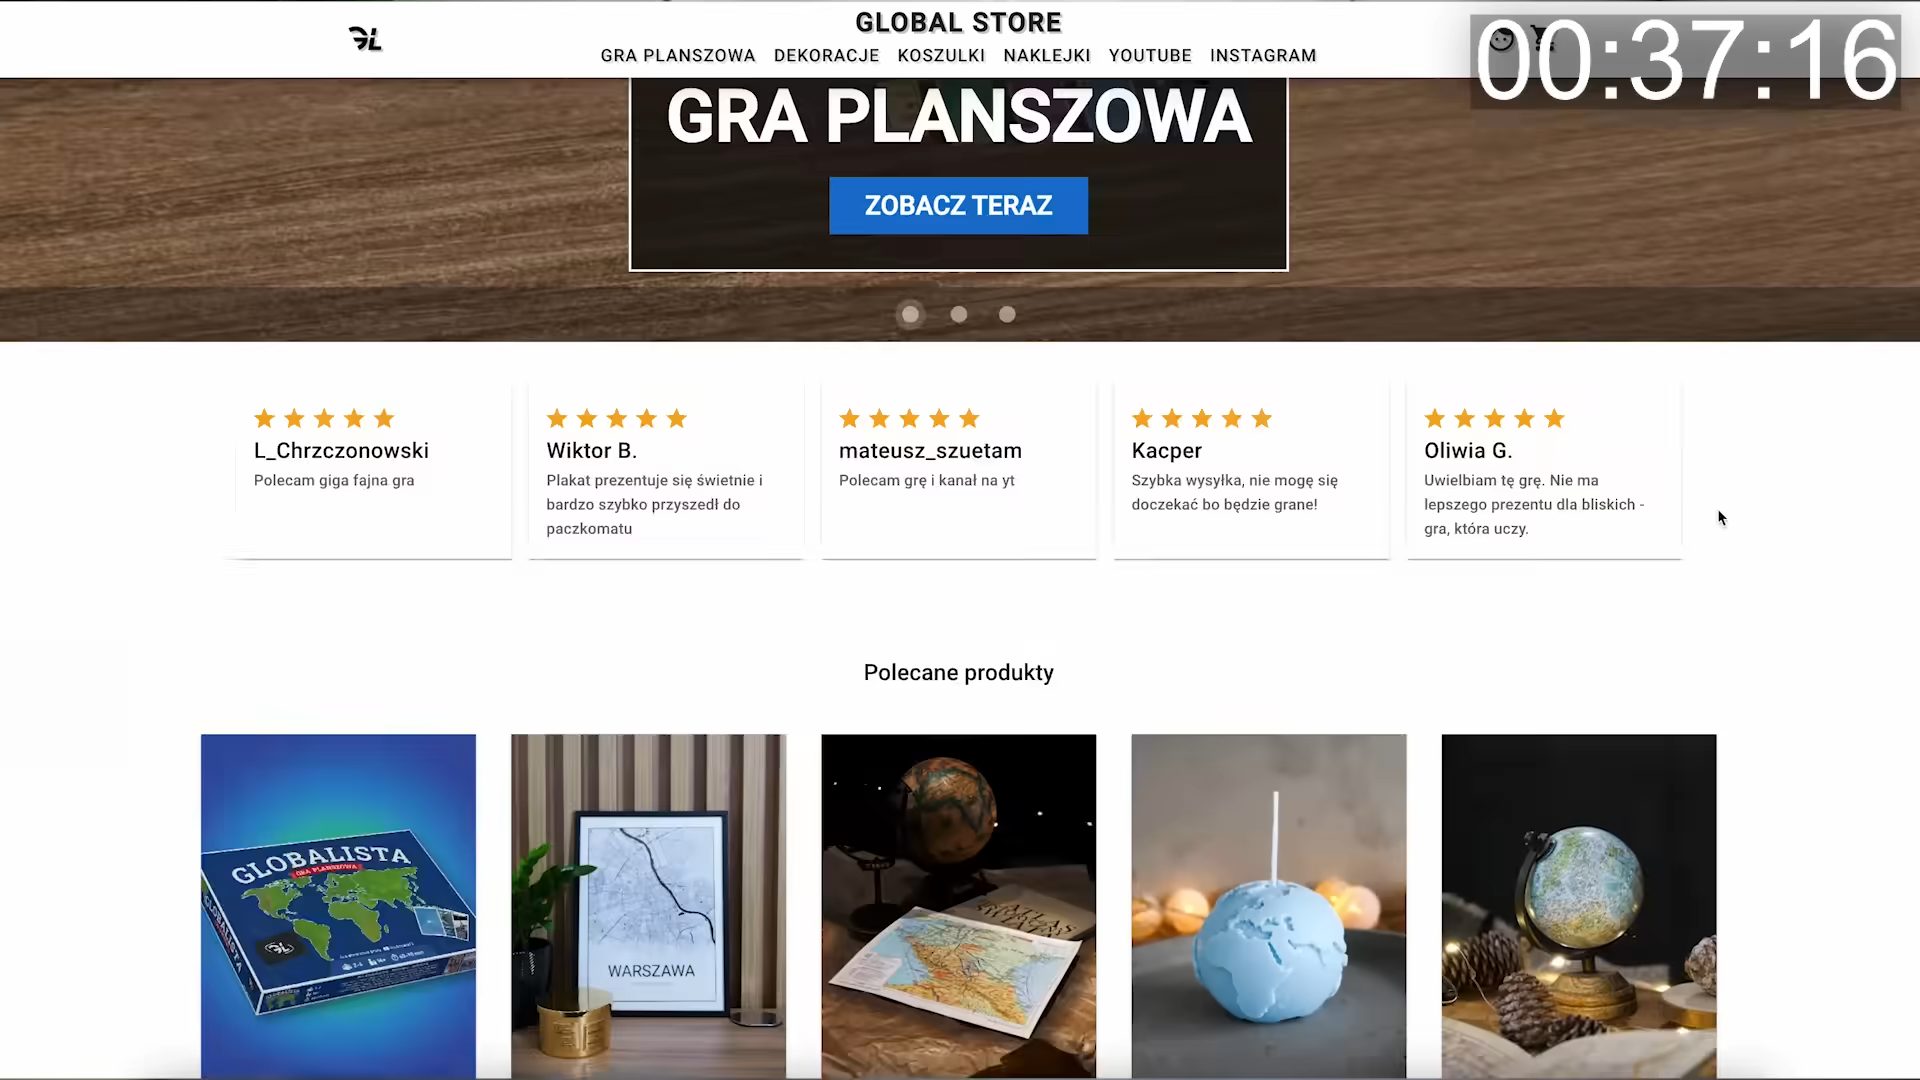 GLOBAL STORE
GRA PLANSZOWA DEKORACJE KOSZULKI NAKLEJKI YOUTUBE INSTAGRAM
00:37:16
GRA PLANSZOWA
ZOBACZ TERAZ
L_Chrzczonowski
Polecam giga fajna gra
Wiktor B.
Plakat prezentuje się świetnie i
bardzo szybko przyszedł do
paczkomatu
mateusz_szuetam
Polecam grę i kanał na yt
Kacper
Szybka wysyłka, nie mogę się
doczekać bo będzie grane!
Oliwia G.
Uwielbiam tę grę. Nie ma
lepszego prezentu dla bliskich -
gra, która uczy.
Polecane produkty
GLOBALISTA
GRA PLANSZOWA
GLOBALISTA
WARSZAWA